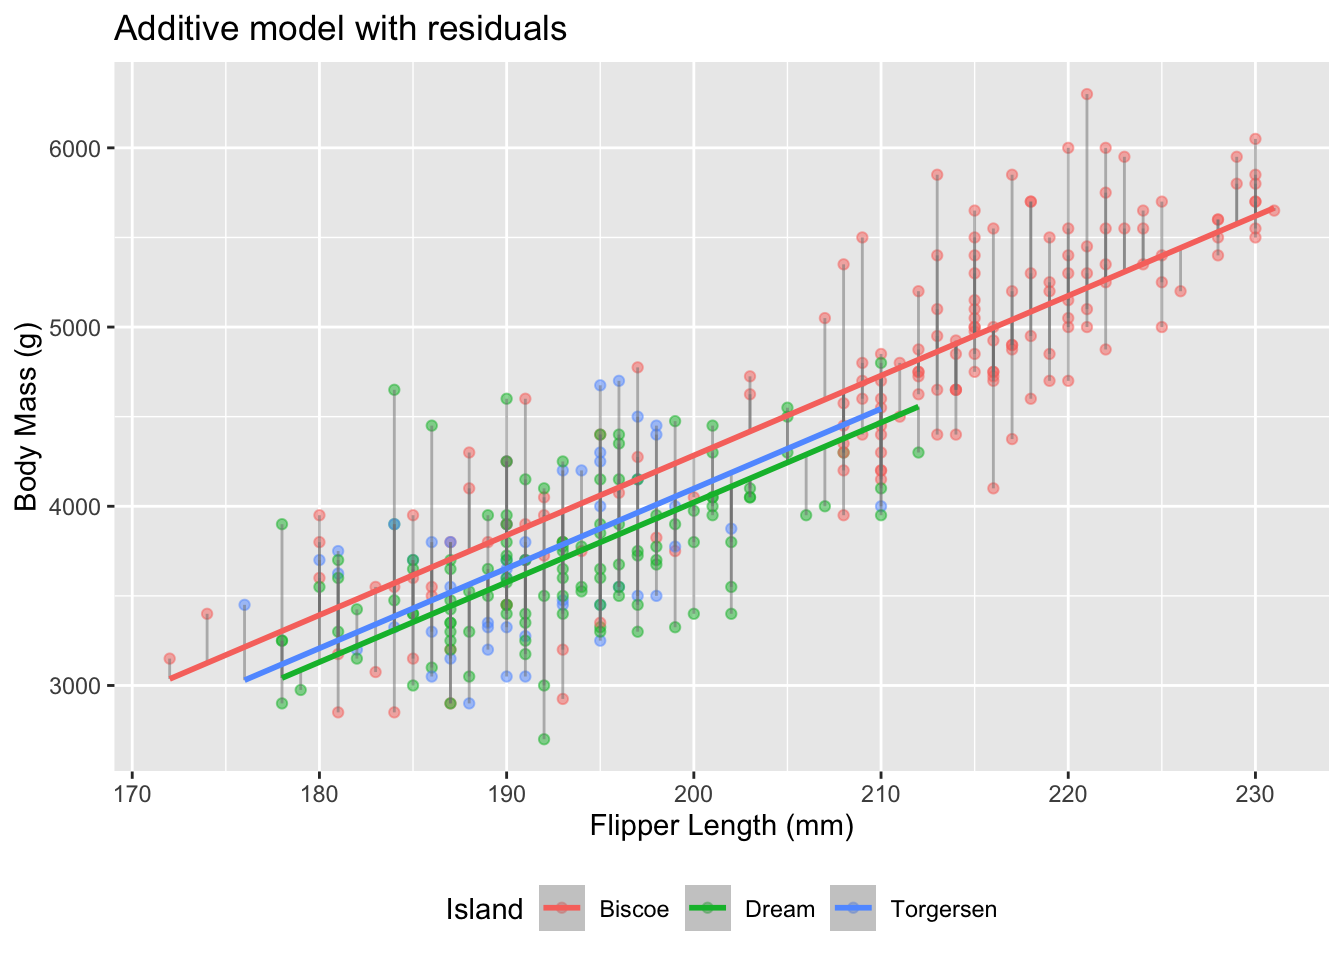 Additive model with residuals
Body Mass (g)
6000
5000
4000
3000
170 180 190 200 210 220 230
Flipper Length (mm)
Island Biscoe Dream Torgersen